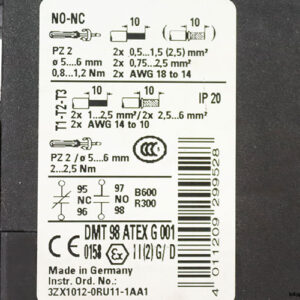 NO-NC
10
10
PZ 2
2x 0,5...1,5 (2,5) mm²
ø 5...6 mm
2x 0,75...2,5 mm²
0,8...1,2 Nm
2x AWG 18 to 14
T1-T2-T3
10
10
IP 20
2x 1...2,5 mm²/ 2x 2,5...6 mm²
2x AWG 14 to 10
PZ 2 / ø 5...6 mm
2...2,5 Nm
CCC
95
97
NC
NO
B600
R300
96
98
DMT 98 ATEX G 001
CE 0158 Ex II (2) G/ D
Made in Germany
Instr. Ord. No.:
3ZX1012-0RU11-1AA1
4 011209 299528